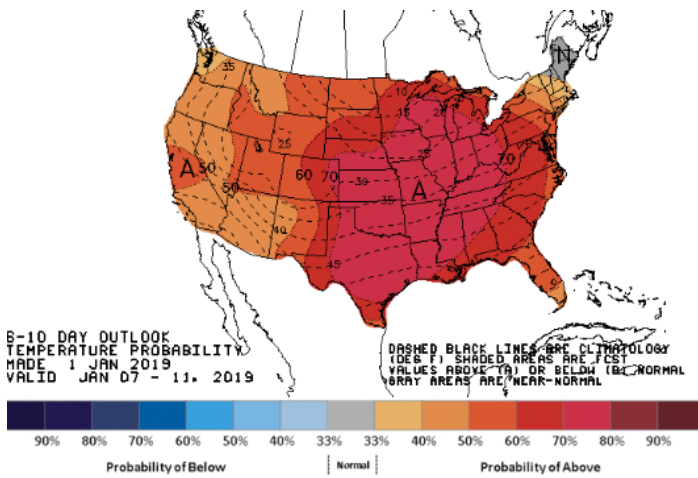 N
35
10
15
20
25
25
A
50
50
60
70
-30
35
A
70
40
45
6-10 DAY OUTLOOK
TEMPERATURE PROBABILITY
MADE 1 JAN 2019
VALID JAN 07 - 11, 2019
DASHED BLACK LINES ARE CLIMATOLOGY
(DEG F) SHADED AREAS ARE FCST
VALUES ABOVE (A) OR BELOW (B) NORMAL
GRAY AREAS ARE NEAR-NORMAL
90% 80% 70% 60% 50% 40% 33% 33% 40% 50% 60% 70% 80% 90%
Probability of Below Normal Probability of Above